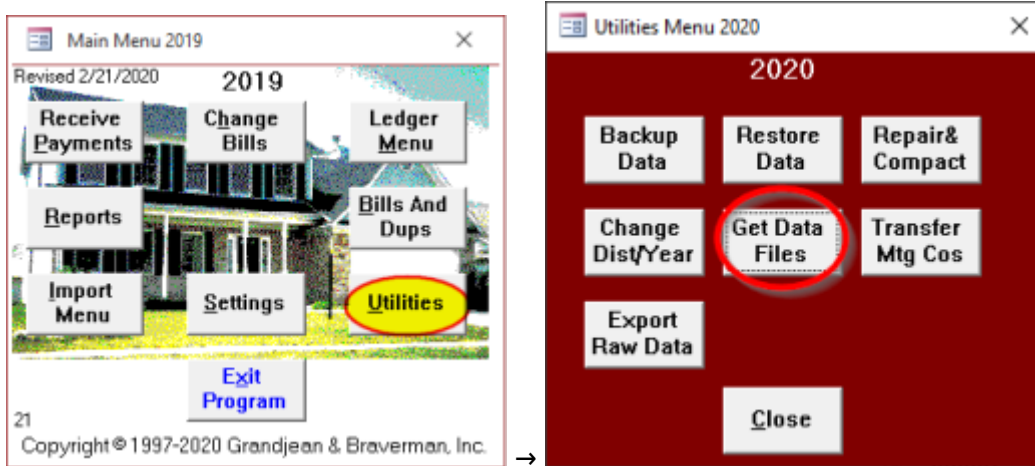 Main Menu 2019
Revised 2/21/2020
2019
Receive
Payments
Change
Bills
Ledger
Menu
Reports
Bills And
Dups
Import
Menu
Settings
Utilities
Exit
Program
21
Copyright © 1997-2020 Grandjean & Braverman, Inc.
→
Utilities Menu 2020
2020
Backup
Data
Restore
Data
Repair&
Compact
Change
Dist/Year
Get Data
Files
Transfer
Mtg Cos
Export
Raw Data
Close